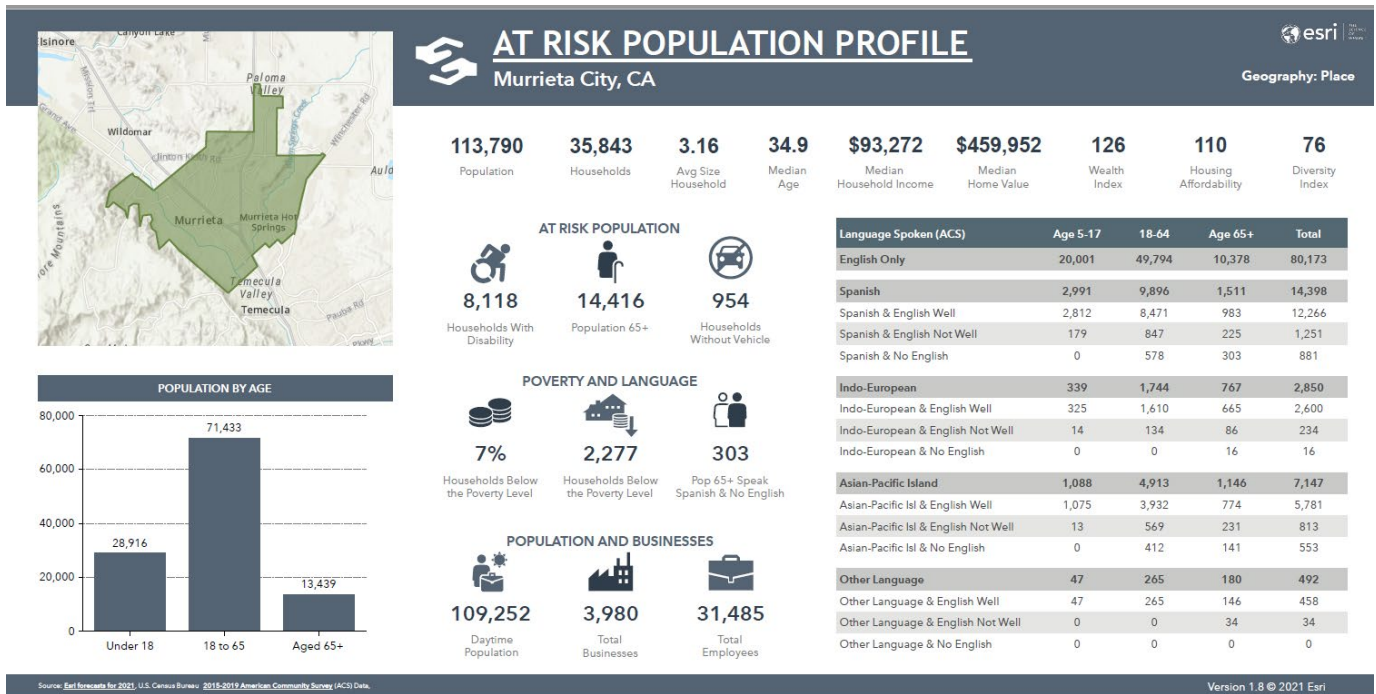 AT RISK POPULATION PROFILE
Murrieta City, CA
esri
Geography: Place
Elsinore
Canyon Lake
Paloma
Valley
Grand Ave
Wildomar
Clinton Keith Rd
Winchester Rd
Auld
Murrieta
Murrieta Hot
Springs
Temecula
Valley
Temecula
Pauba Rd
ore Mountains
113,790
Population
35,843
Households
3.16
Avg Size
Household
34.9
Median
Age
$93,272
Median
Household Income
$459,952
Median
Home Value
126
Wealth
Index
110
Housing
Affordability
76
Diversity
Index
POPULATION BY AGE
80,000
60,000
40,000
20,000
0
28,916
71,433
13,439
Under 18
18 to 65
Aged 65+
AT RISK POPULATION
8,118
Households With
Disability
14,416
Population 65+
954
Households
Without Vehicle
POVERTY AND LANGUAGE
7%
Households Below
the Poverty Level
2,277
Households Below
the Poverty Level
303
Pop 65+ Speak
Spanish & No English
POPULATION AND BUSINESSES
109,252
Daytime
Population
3,980
Total
Businesses
31,485
Total
Employees
Language Spoken (ACS) Age 5-17 18-64 Age 65+ Total
English Only 20,001 49,794 10,378 80,173
Spanish 2,991 9,896 1,511 14,398
Spanish & English Well 2,812 8,471 983 12,266
Spanish & English Not Well 179 847 225 1,251
Spanish & No English 0 578 303 881
Indo-European 339 1,744 767 2,850
Indo-European & English Well 325 1,610 665 2,600
Indo-European & English Not Well 14 134 86 234
Indo-European & No English 0 0 16 16
Asian-Pacific Island 1,088 4,913 1,146 7,147
Asian-Pacific Isl & English Well 1,075 3,932 774 5,781
Asian-Pacific Isl & English Not Well 13 569 231 813
Asian-Pacific Isl & No English 0 412 141 553
Other Language 47 265 180 492
Other Language & English Well 47 265 146 458
Other Language & English Not Well 0 0 34 34
Other Language & No English 0 0 0 0
Source: Esri forecasts for 2021, U.S. Census Bureau 2015-2019 American Community Survey (ACS) Data,
Version 1.8 © 2021 Esri